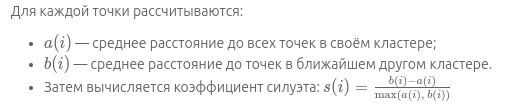 Для каждой точки рассчитываются:
• a(i) — среднее расстояние до всех точек в своём кластере;
• b(i) — среднее расстояние до точек в ближайшем другом кластере.
• Затем вычисляется коэффициент силуэта: s(i) = \frac{b(i)−a(i)}{\max(a(i), b(i))}